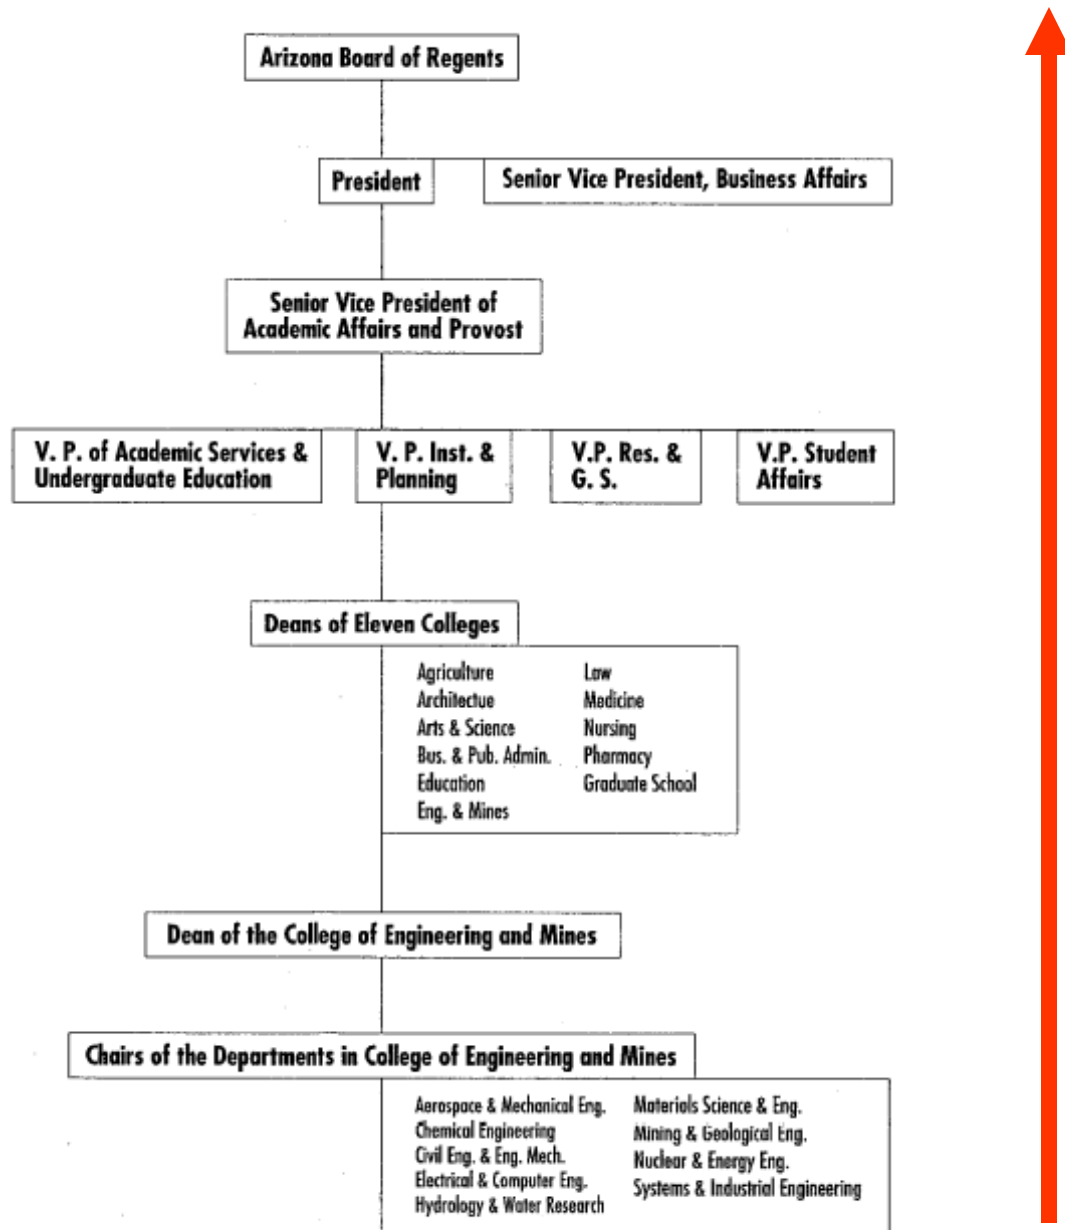 Arizona Board of Regents
President
Senior Vice President, Business Affairs
Senior Vice President of
Academic Affairs and Provost
V. P. of Academic Services &
Undergraduate Education
V. P. Inst. &
Planning
V.P. Res. &
G. S.
V.P. Student
Affairs
Deans of Eleven Colleges
Agriculture
Architectue
Arts & Science
Bus. & Pub. Admin.
Education
Eng. & Mines
Law
Medicine
Nursing
Pharmacy
Graduate School
Dean of the College of Engineering and Mines
Chairs of the Departments in College of Engineering and Mines
Aerospace & Mechanical Eng.
Chemical Engineering
Civil Eng. & Eng. Mech.
Electrical & Computer Eng.
Hydrology & Water Research
Materials Science & Eng.
Mining & Geological Eng.
Nuclear & Energy Eng.
Systems & Industrial Engineering